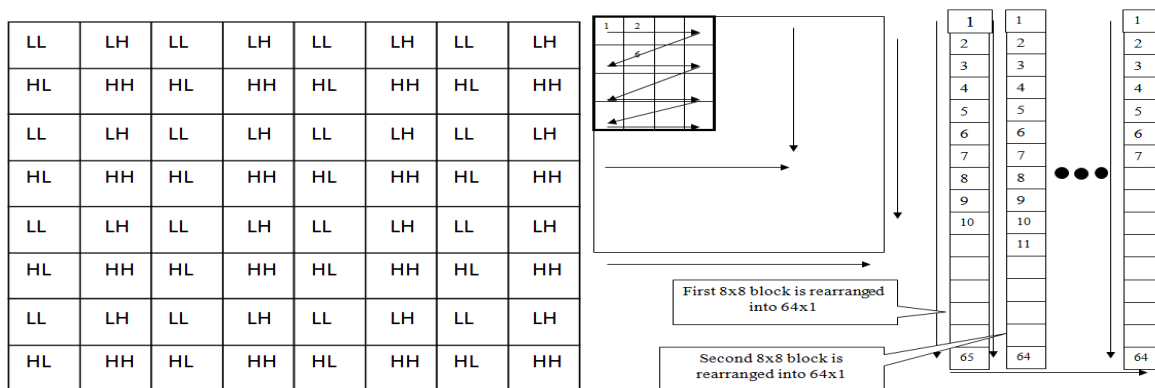 LL LH LL LH LL LH LL LH
HL HH HL HH HL HH HL HH
LL LH LL LH LL LH LL LH
HL HH HL HH HL HH HL HH
LL LH LL LH LL LH LL LH
HL HH HL HH HL HH HL HH
LL LH LL LH LL LH LL LH
HL HH HL HH HL HH HL HH
1 2
6
First 8x8 block is rearranged
into 64x1
Second 8x8 block is
rearranged into 64x1
1
2
3
4
5
6
7
8
9
10
65
1
2
3
4
5
6
7
8
9
10
11
64
1
2
3
4
5
6
7
64